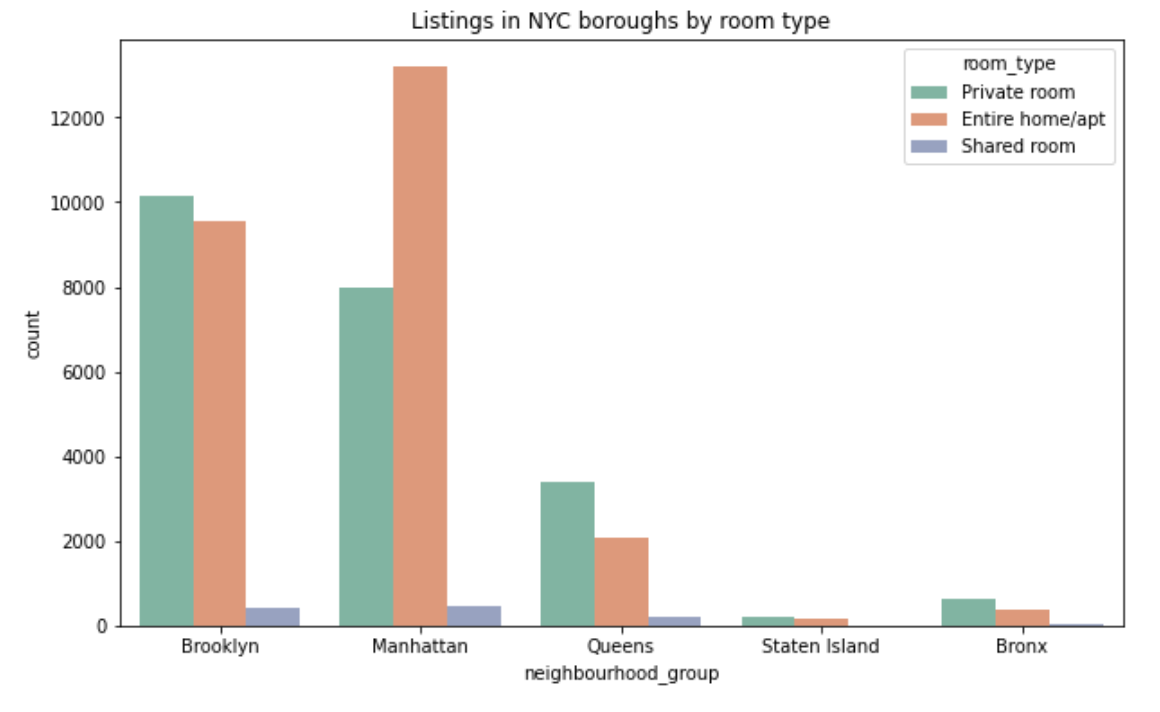 Listings in NYC boroughs by room type
room_type
Private room
Entire home/apt
Shared room
12000
10000
8000
6000
4000
2000
0
count
Brooklyn Manhattan Queens Staten Island Bronx
neighbourhood_group